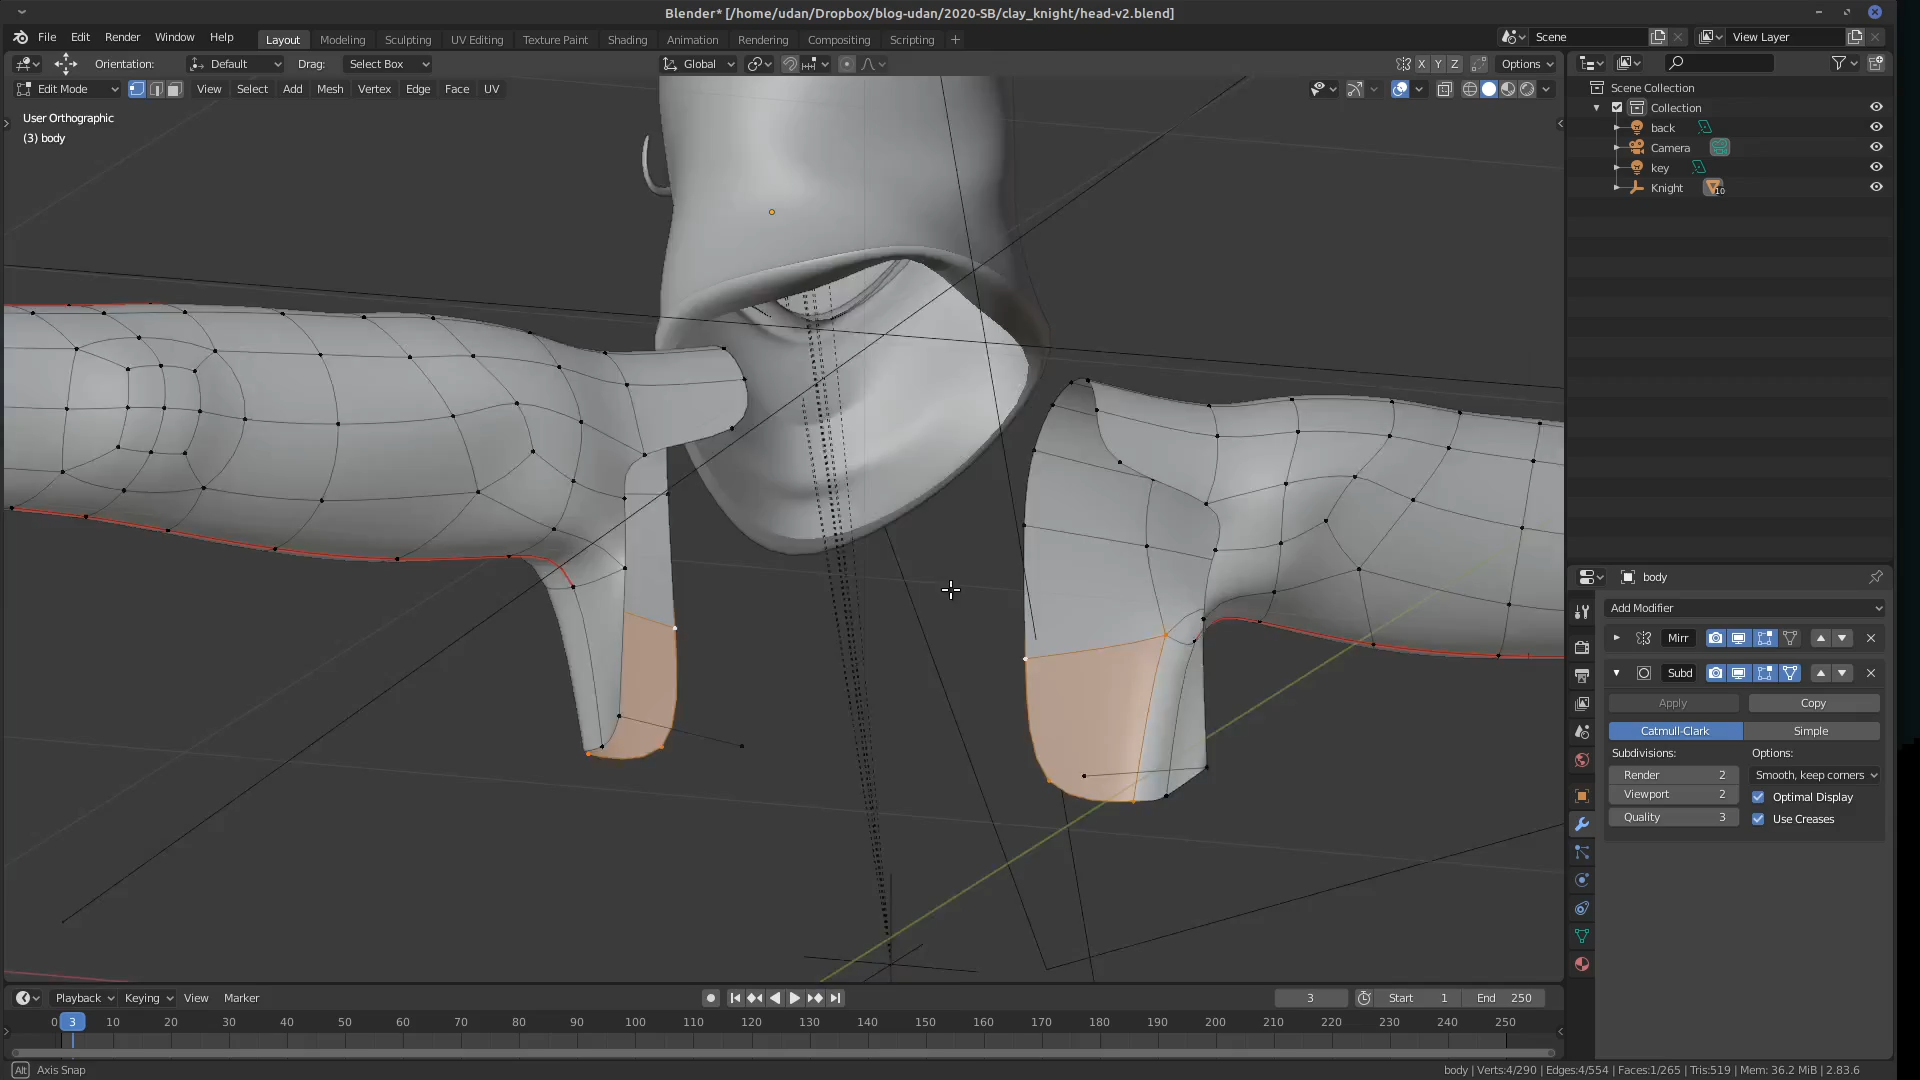 Blender* [/home/udan/Dropbox/blog-udan/2020-SB/clay_knight/head-v2.blend]
File Edit Render Window Help Layout Modeling Sculpting UV Editing Texture Paint Shading Animation Rendering Compositing Scripting + Scene View Layer
Orientation: Default Drag: Select Box Global X Y Z Options
Edit Mode View Select Add Mesh Vertex Edge Face UV
Scene Collection
Collection
back
Camera
key
Knight 10
User Orthographic
(3) body
body
Add Modifier
Mirr
Subd
Apply Copy
Catmull-Clark Simple
Subdivisions: Options:
Render 2 Smooth, keep corners
Viewport 2 Optimal Display
Quality 3 Use Creases
Playback Keying View Marker 3 Start 1 End 250
0 3 10 20 30 40 50 60 70 80 90 100 110 120 130 140 150 160 170 180 190 200 210 220 230 240 250
Alt Axis Snap body | Verts:4/290 | Edges:4/554 | Faces:1/265 | Tris:519 | Mem: 36.2 MiB | 2.83.6